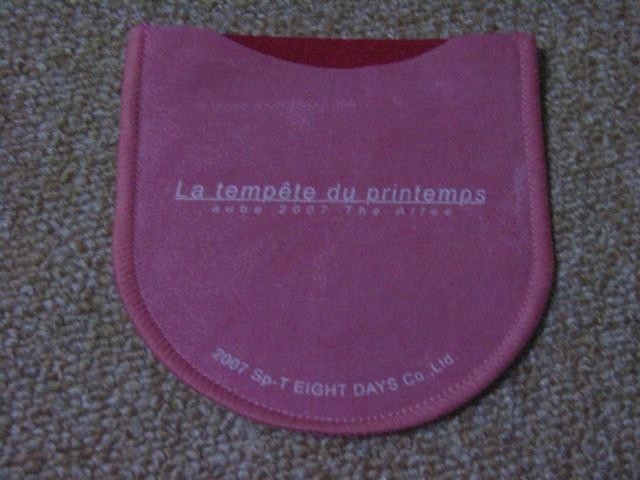 La tempête du printemps
aube 2007 The Alfee
2007 Sp-T EIGHT DAYS Co., Ltd.